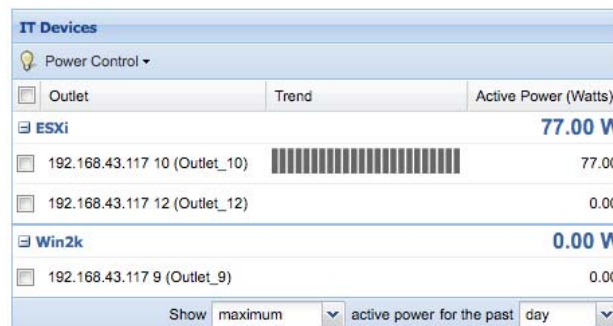 IT Devices
Power Control
Outlet Trend Active Power (Watts)
ESXi 77.00 W
192.168.43.117 10 (Outlet_10) 77.00
192.168.43.117 12 (Outlet_12) 0.00
Win2k 0.00 W
192.168.43.117 9 (Outlet_9) 0.00
Show maximum active power for the past day